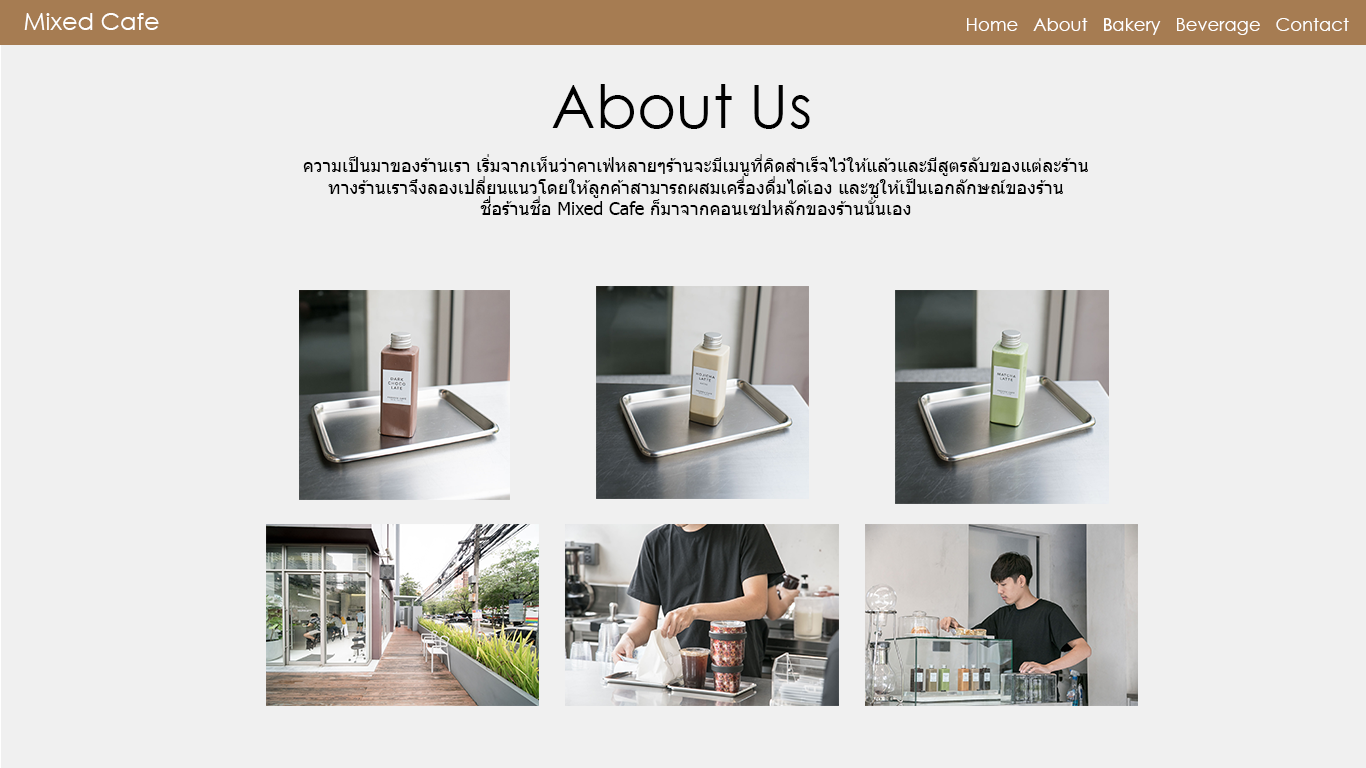 Mixed Cafe
Home About Bakery Beverage Contact
About Us
ความเป็นมาของร้านเรา เริ่มจากเห็นว่าคาเฟ่หลายๆร้านจะมีเมนูที่คิดสำเร็จไว้ให้แล้วและมีสูตรลับของแต่ละร้าน
ทางร้านเราจึงลองเปลี่ยนแนวโดยให้ลูกค้าสามารถผสมเครื่องดื่มได้เอง และชูให้เป็นเอกลักษณ์ของร้าน
ชื่อร้านชื่อ Mixed Cafe ก็มาจากคอนเซปหลักของร้านนั่นเอง
DARK
CHOCO
LATE
LATTE
MATCHA
LATTE